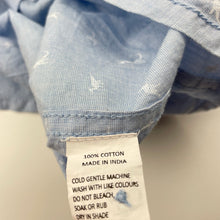 100% COTTON
MADE IN INDIA
COLD GENTLE MACHINE
WASH WITH LIKE COLOURS
DO NOT BLEACH,
SOAK OR RUB
DRY IN SHADE